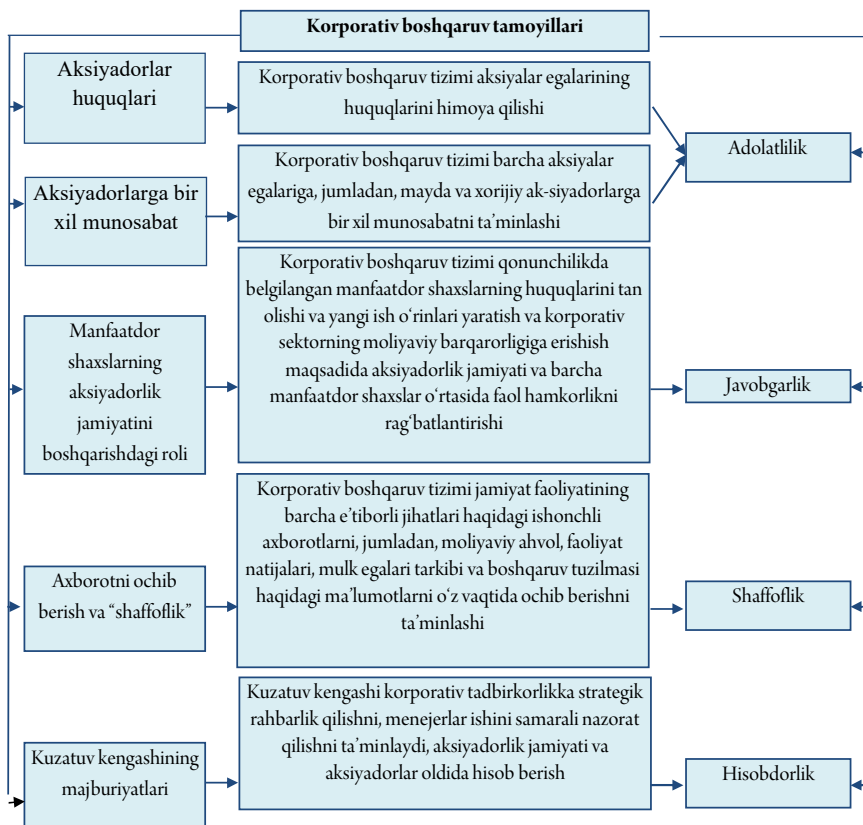 Korporativ boshqaruv tamoyillari
Aksiyadorlar
huquqlari
Korporativ boshqaruv tizimi aksiyalar egalarining
huquqlarini himoya qilishi
Adolatlilik
Aksiyadorlarga bir
xil munosabat
Korporativ boshqaruv tizimi barcha aksiyalar
egalariga, jumladan, mayda va xorijiy ak-siyadorlarga
bir xil munosabatni ta’minlashi
Manfaatdor
shaxslarning
aksiyadorlik
jamiyatini
boshqarishdagi roli
Korporativ boshqaruv tizimi qonunchilikda
belgilangan manfaatdor shaxslarning huquqlarini tan
olishi va yangi ish o‘rinlari yaratish va korporativ
sektorning moliyaviy barqarorligiga erishish
maqsadida aksiyadorlik jamiyati va barcha
manfaatdor shaxslar o‘rtasida faol hamkorlikni
rag‘batlantirishi
Javobgarlik
Axborotni ochib
berish va “shaffoflik”
Korporativ boshqaruv tizimi jamiyat faoliyatining
barcha e’tiborli jihatlari haqidagi ishonchli
axborotlarni, jumladan, moliyaviy ahvol, faoliyat
natijalari, mulk egalari tarkibi va boshqaruv tuzilmasi
haqidagi ma’lumotlarni o‘z vaqtida ochib berishni
ta’minlashi
Shaffoflik
Kuzatuv kengashining
majburiyatlari
Kuzatuv kengashi korporativ tadbirkorlikka strategik
rahbarlik qilishni, menejerlar ishini samarali nazorat
qilishni ta’minlaydi, aksiyadorlik jamiyati va
aksiyadorlar oldida hisob berish
Hisobdorlik